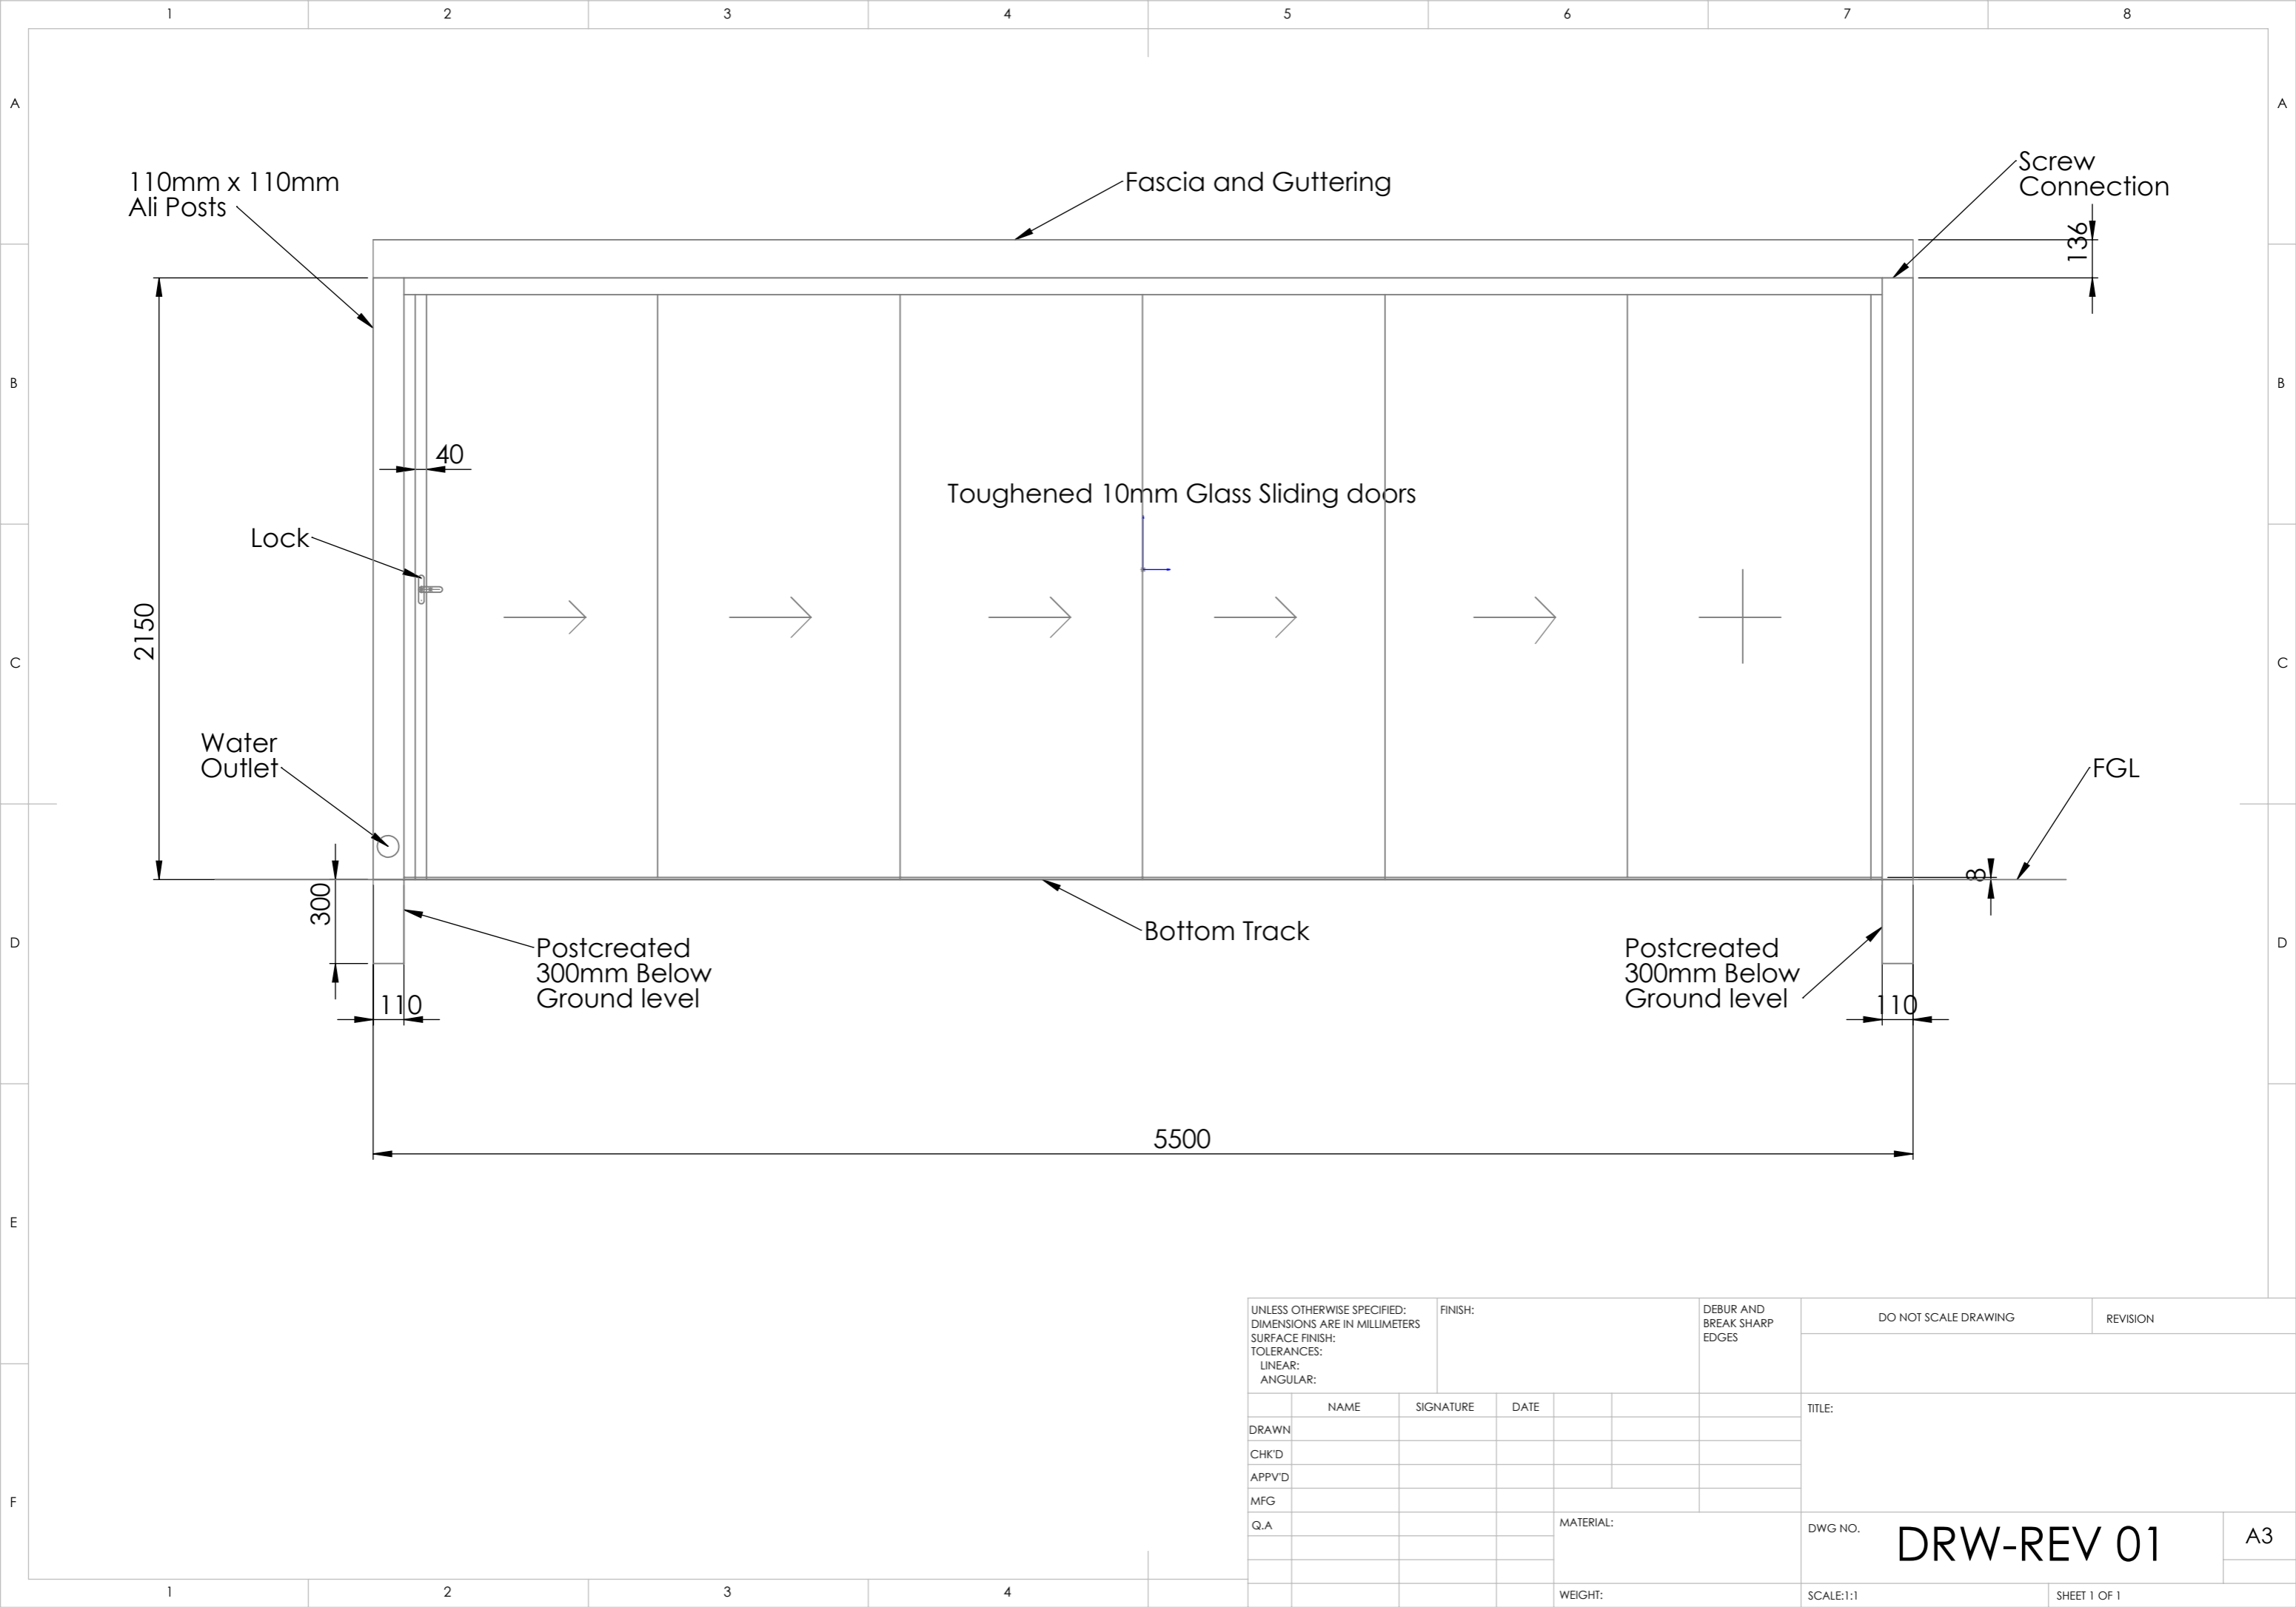 1 2 3 4 5 6 7 8
A A
110mm x 110mm
Ali Posts
Fascia and Guttering
Screw
Connection
136
B B
40
Toughened 10mm Glass Sliding doors
Lock
2150
C C
Water
Outlet
FGL
8
300
Bottom Track
D D
Postcreated
300mm Below
Ground level
Postcreated
300mm Below
Ground level
110
110
5500
E
UNLESS OTHERWISE SPECIFIED:
DIMENSIONS ARE IN MILLIMETERS
SURFACE FINISH:
TOLERANCES:
LINEAR:
ANGULAR:
FINISH:
DEBUR AND
BREAK SHARP
EDGES
DO NOT SCALE DRAWING
REVISION
NAME SIGNATURE DATE
TITLE:
DRAWN
CHK'D
APPV'D
MFG
F
Q.A
MATERIAL:
DWG NO.
DRW-REV 01
A3
WEIGHT:
SCALE:1:1
SHEET 1 OF 1
1 2 3 4